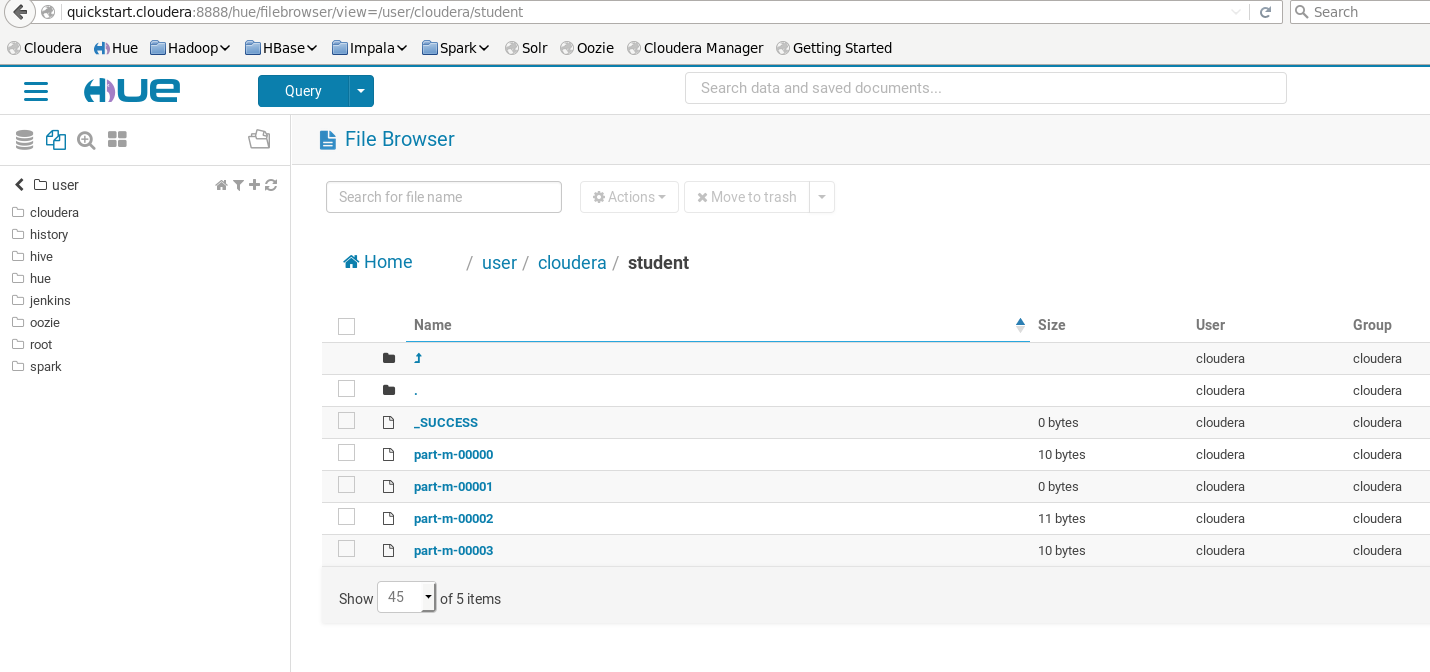 quickstart.cloudera:8888/hue/filebrowser/view=/user/cloudera/student Search
Cloudera Hue Hadoop HBase Impala Spark Solr Oozie Cloudera Manager Getting Started
HUE Query Search data and saved documents...
File Browser
user
cloudera
history
hive
hue
jenkins
oozie
root
spark
Search for file name Actions Move to trash
Home / user / cloudera / student
Name Size User Group
cloudera cloudera
. cloudera cloudera
_SUCCESS 0 bytes cloudera cloudera
part-m-00000 10 bytes cloudera cloudera
part-m-00001 0 bytes cloudera cloudera
part-m-00002 11 bytes cloudera cloudera
part-m-00003 10 bytes cloudera cloudera
Show 45 of 5 items